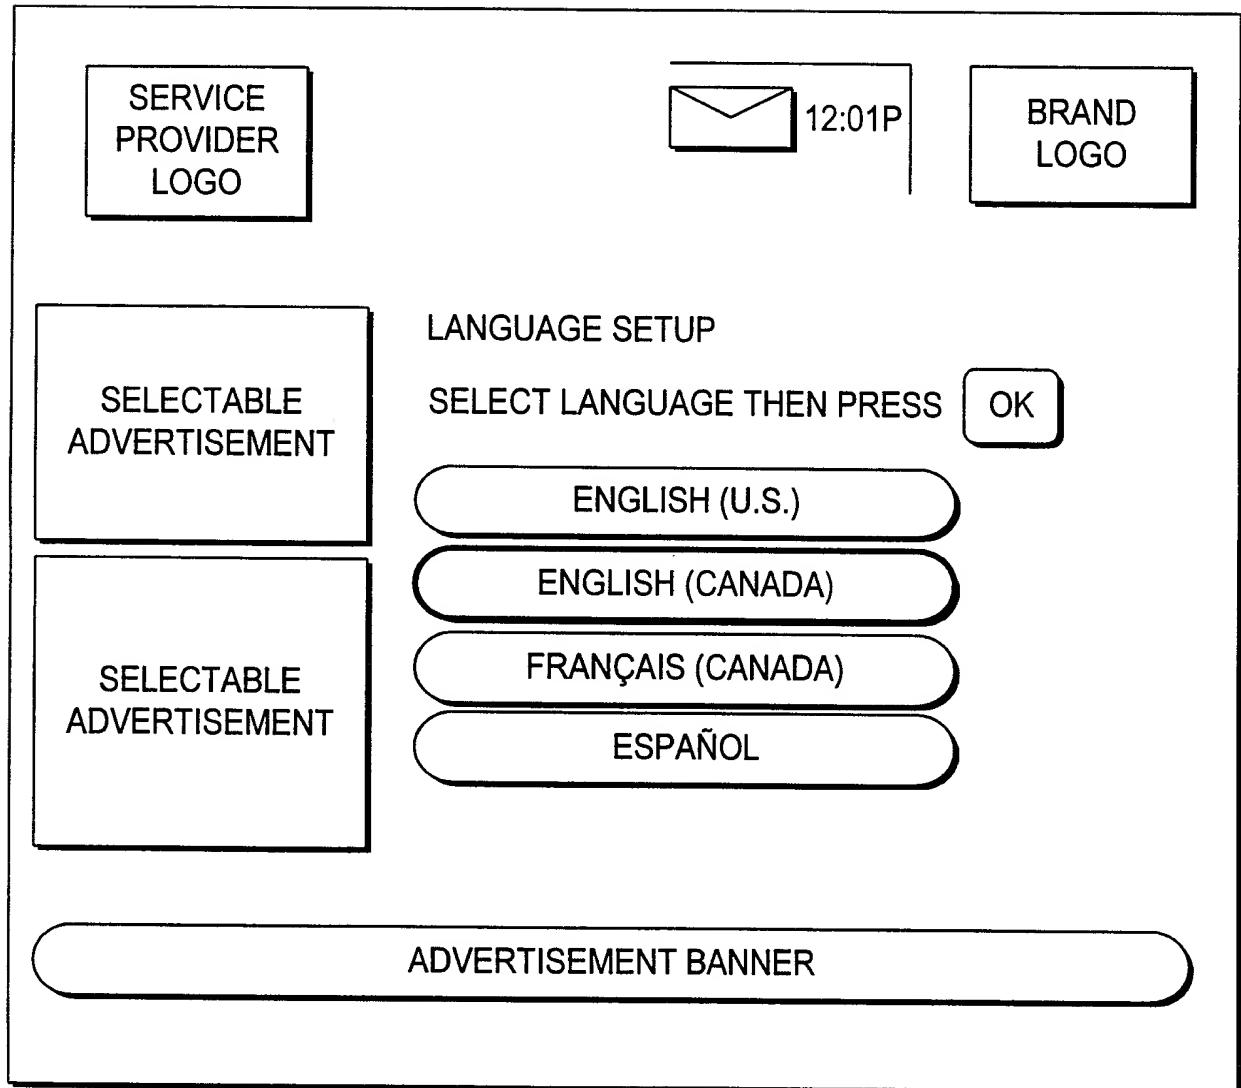 SERVICE
PROVIDER
LOGO
12:01P
BRAND
LOGO
SELECTABLE
ADVERTISEMENT
SELECTABLE
ADVERTISEMENT
LANGUAGE SETUP
SELECT LANGUAGE THEN PRESS OK
ENGLISH (U.S.)
ENGLISH (CANADA)
FRANÇAIS (CANADA)
ESPAÑOL
ADVERTISEMENT BANNER